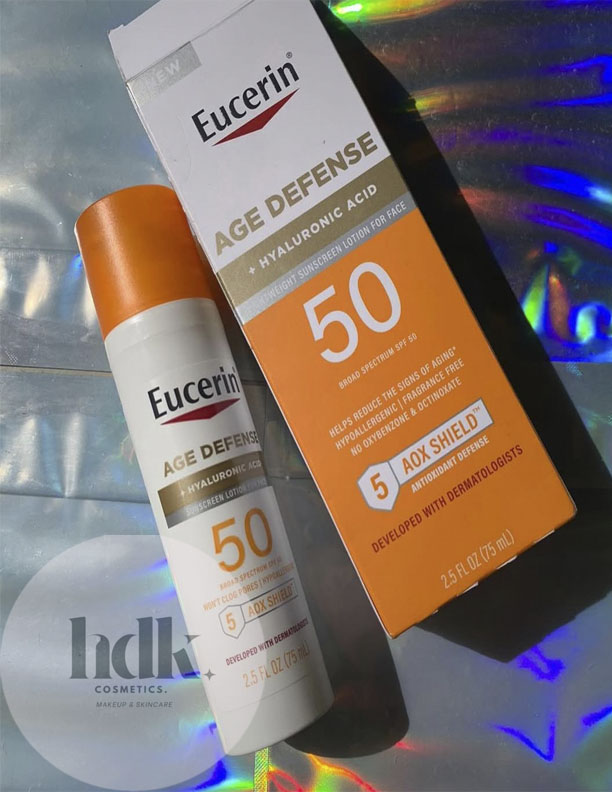 NEW
Eucerin®
AGE DEFENSE
+ HYALURONIC ACID
LIGHTWEIGHT SUNSCREEN LOTION FOR FACE
50
BROAD SPECTRUM SPF 50
HELPS REDUCE THE SIGNS OF AGING*
HYPOALLERGENIC | FRAGRANCE FREE
NO OXYBENZONE & OCTINOXATE
5 AOX SHIELD™
ANTIOXIDANT DEFENSE
DEVELOPED WITH DERMATOLOGISTS
2.5 FL OZ (75 mL)
Eucerin
AGE DEFENSE
+ HYALURONIC ACID
SUNSCREEN LOTION FOR
50
BROAD SPECTRUM SPF 50
WON'T CLOG PORES | HYPOALLERGENIC
5 AOX SHIELD
DEVELOPED WITH DERMATOLOGISTS
2.5 FL OZ (75 mL)
hdk.
COSMETICS.
MAKEUP & SKINCARE